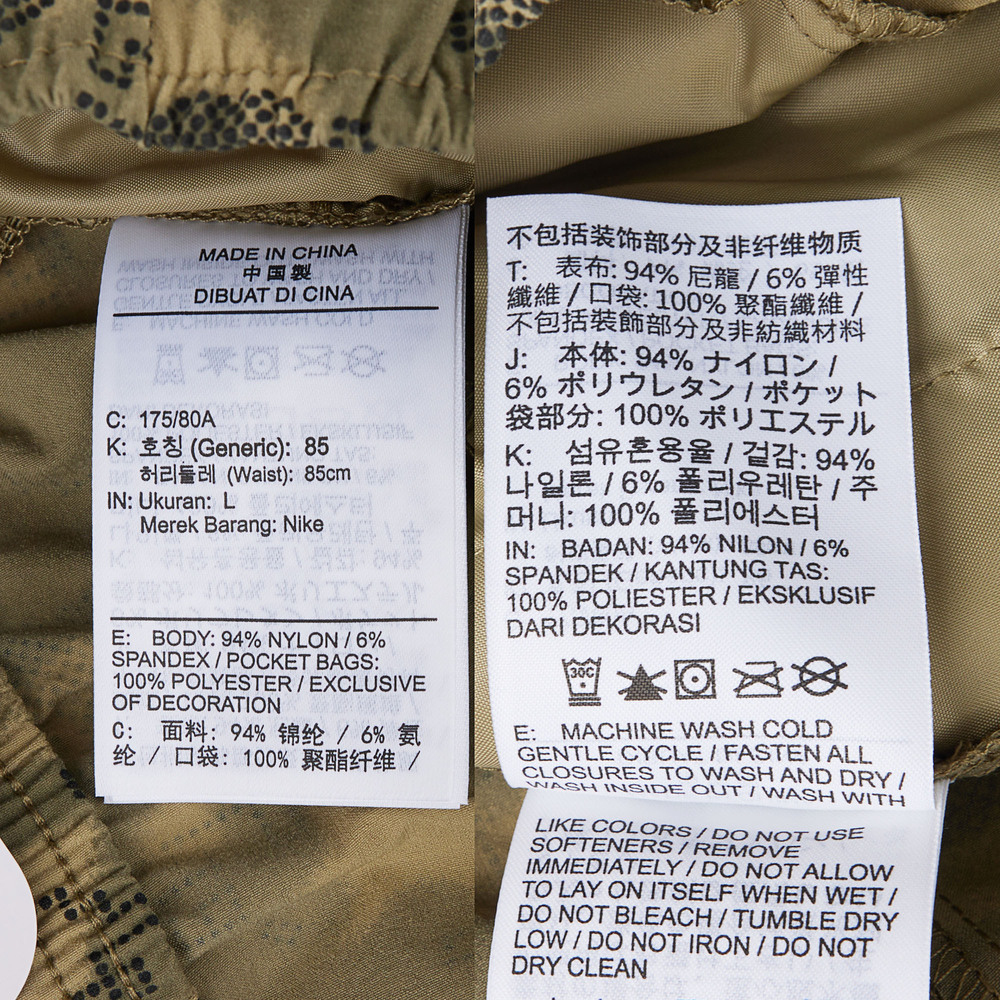 MADE IN CHINA
中国製
DIBUAT DI CINA
C: 175/80A
K: 호칭 (Generic): 85
허리둘레 (Waist): 85cm
IN: Ukuran: L
Merek Barang: Nike
E: BODY: 94% NYLON / 6%
SPANDEX / POCKET BAGS:
100% POLYESTER / EXCLUSIVE
OF DECORATION
C: 面料: 94% 锦纶 / 6% 氨
纶 / 口袋: 100% 聚酯纤维 /
不包括装饰部分及非纤维物质
T: 表布: 94% 尼龍 / 6% 彈性
纖維 / 口袋: 100% 聚酯纖維 /
不包括裝飾部分及非紡織材料
J: 本体: 94% ナイロン /
6% ポリウレタン / ポケット
袋部分: 100% ポリエステル
K: 섬유혼용율 / 겉감: 94%
나일론 / 6% 폴리우레탄 / 주
머니: 100% 폴리에스터
IN: BADAN: 94% NILON / 6%
SPANDEK / KANTUNG TAS:
100% POLIESTER / EKSKLUSIF
DARI DEKORASI
30C
E: MACHINE WASH COLD
GENTLE CYCLE / FASTEN ALL
CLOSURES TO WASH AND DRY /
WASH INSIDE OUT / WASH WITH
LIKE COLORS / DO NOT USE
SOFTENERS / REMOVE
IMMEDIATELY / DO NOT ALLOW
TO LAY ON ITSELF WHEN WET /
DO NOT BLEACH / TUMBLE DRY
LOW / DO NOT IRON / DO NOT
DRY CLEAN